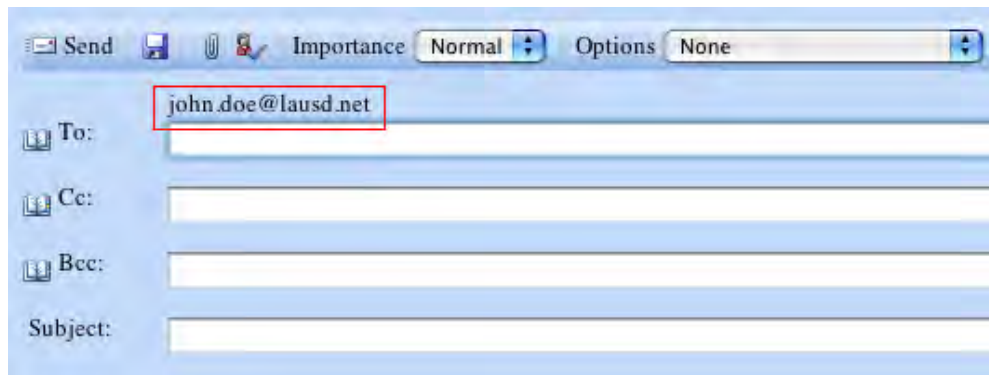 Send Importance Normal Options None
john.doe@lausd.net
To:
Cc:
Bcc:
Subject: